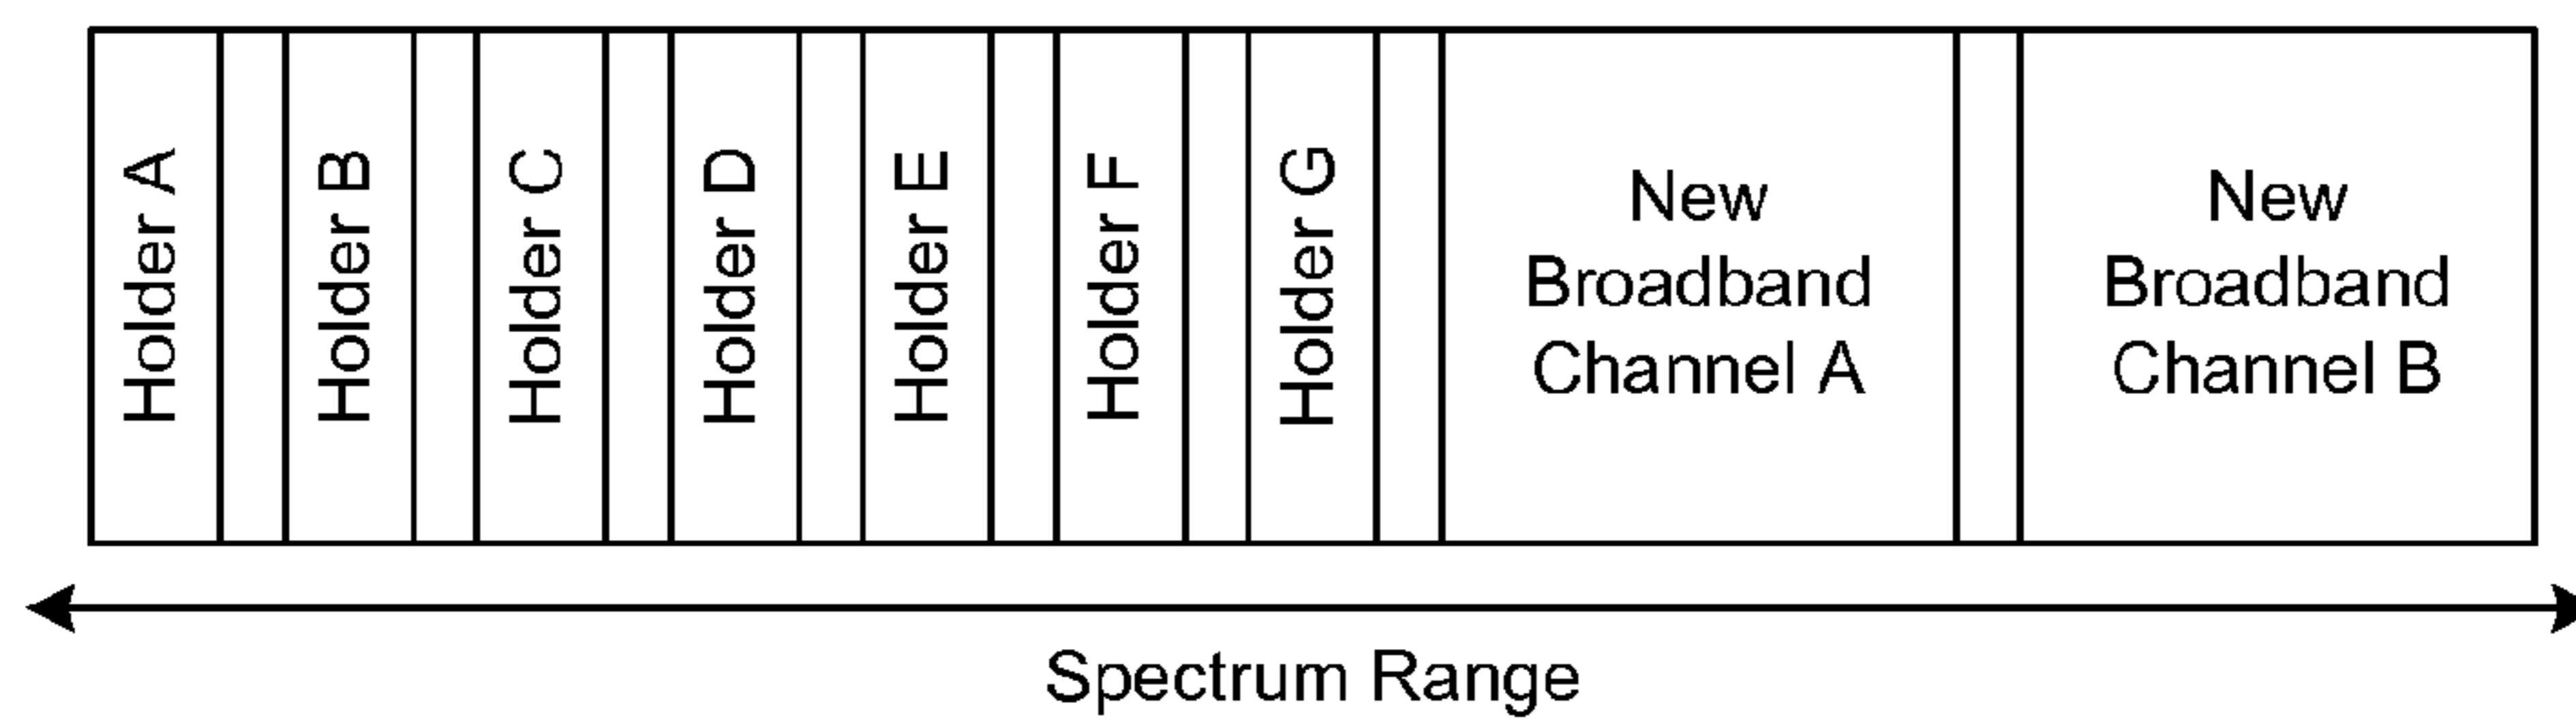 Holder A
Holder B
Holder C
Holder D
Holder E
Holder F
Holder G
New
Broadband
Channel A
New
Broadband
Channel B
Spectrum Range